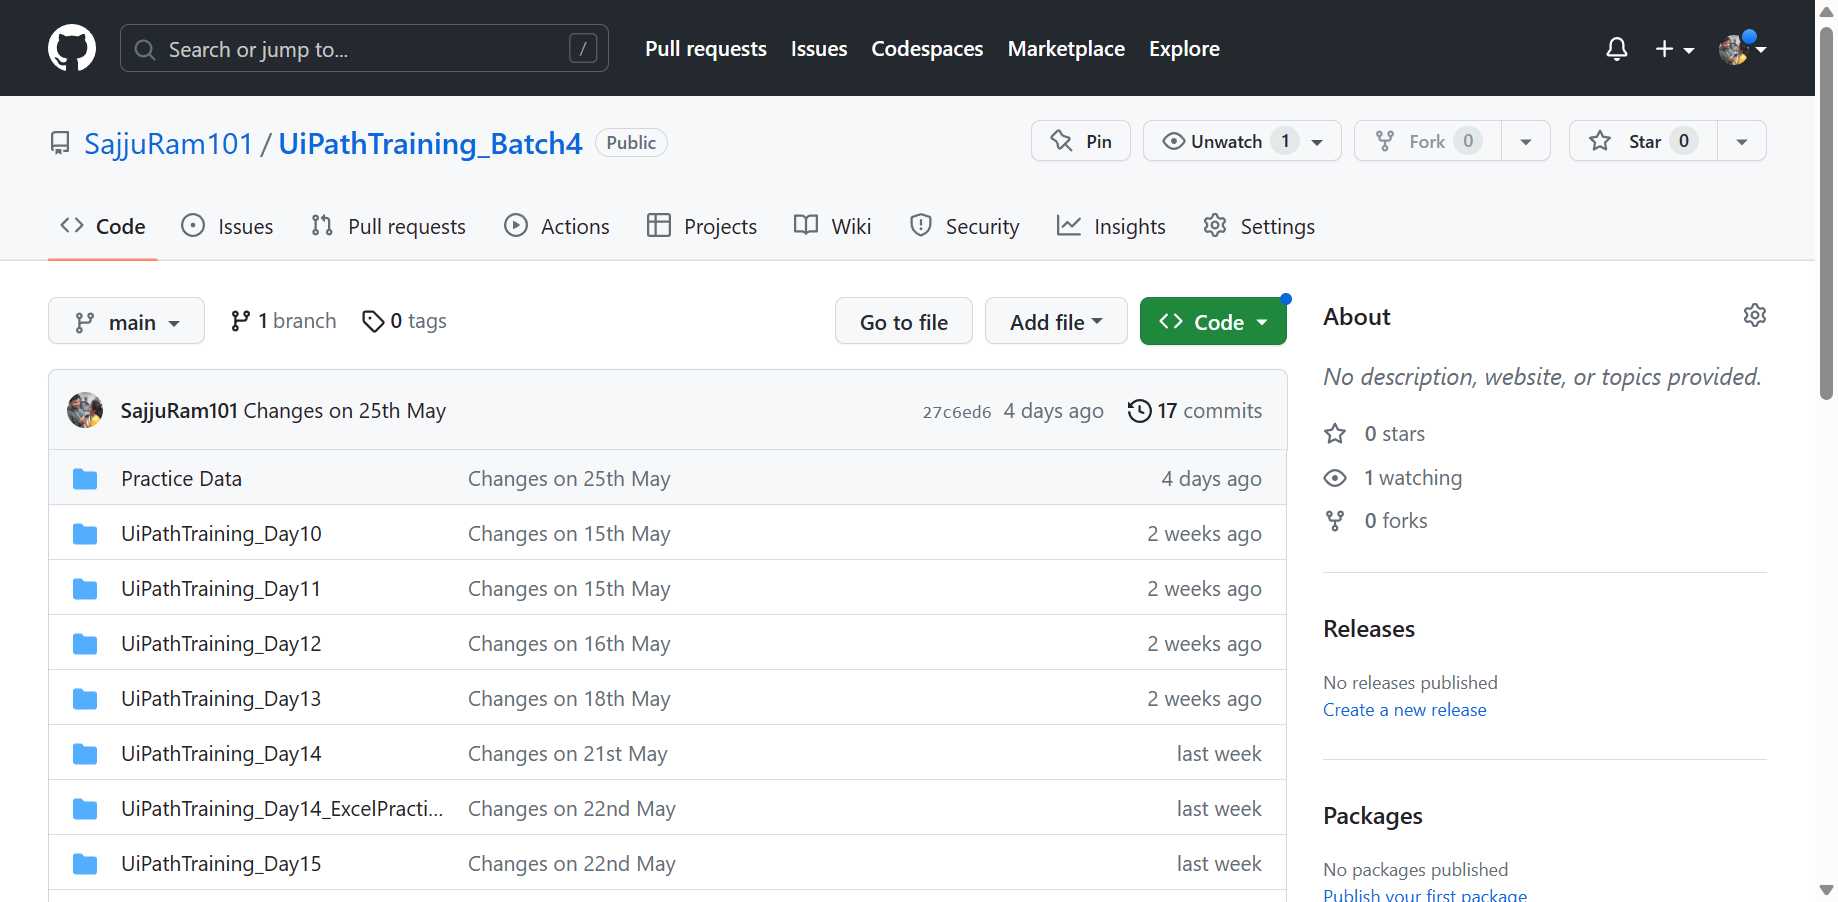 Search or jump to... /
Pull requests Issues Codespaces Marketplace Explore
SajjuRam101 / UiPathTraining_Batch4 Public
Pin Unwatch 1 Fork 0 Star 0
Code Issues Pull requests Actions Projects Wiki Security Insights Settings
main 1 branch 0 tags Go to file Add file Code
SajjuRam101 Changes on 25th May 27c6ed6 4 days ago 17 commits
Practice Data Changes on 25th May 4 days ago
UiPathTraining_Day10 Changes on 15th May 2 weeks ago
UiPathTraining_Day11 Changes on 15th May 2 weeks ago
UiPathTraining_Day12 Changes on 16th May 2 weeks ago
UiPathTraining_Day13 Changes on 18th May 2 weeks ago
UiPathTraining_Day14 Changes on 21st May last week
UiPathTraining_Day14_ExcelPracti... Changes on 22nd May last week
UiPathTraining_Day15 Changes on 22nd May last week
About
No description, website, or topics provided.
0 stars
1 watching
0 forks
Releases
No releases published
Create a new release
Packages
No packages published
Publish your first package